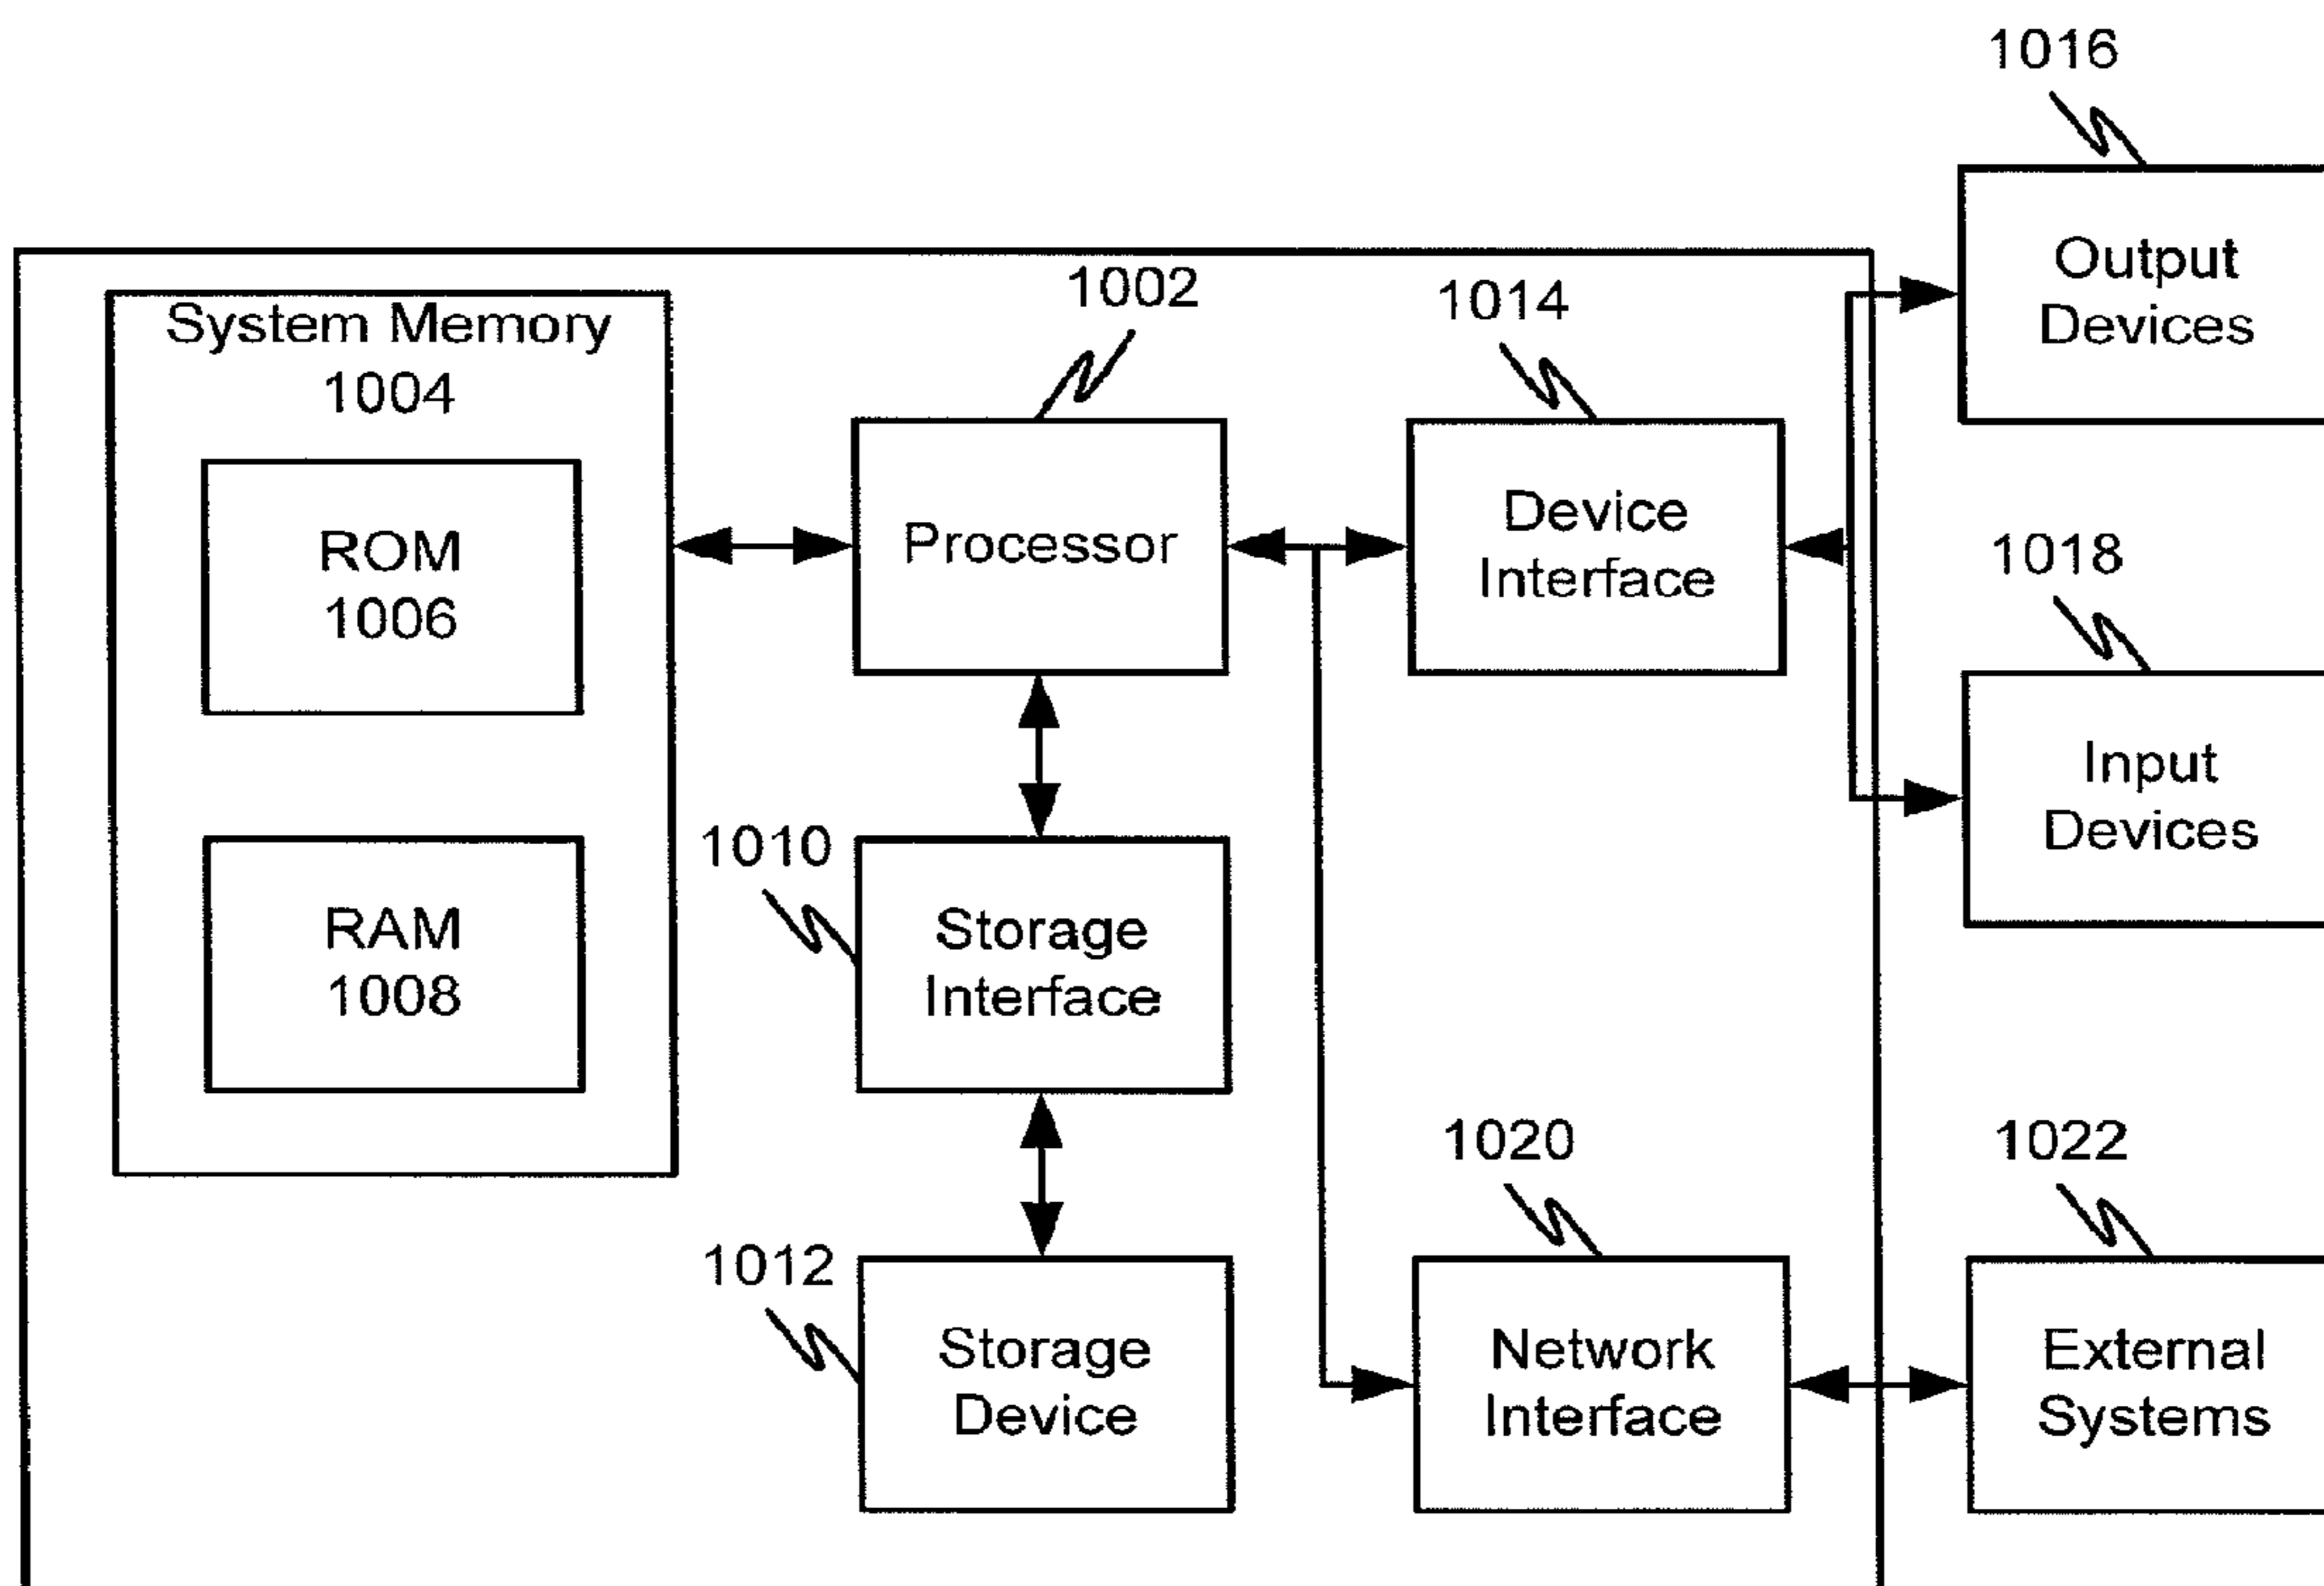 1016
Output
Devices
System Memory
1004
1002
1014
ROM
1006
Processor
Device
Interface
1018
Input
Devices
RAM
1008
1010
Storage
Interface
1020
1022
1012
Storage
Device
Network
Interface
External
Systems